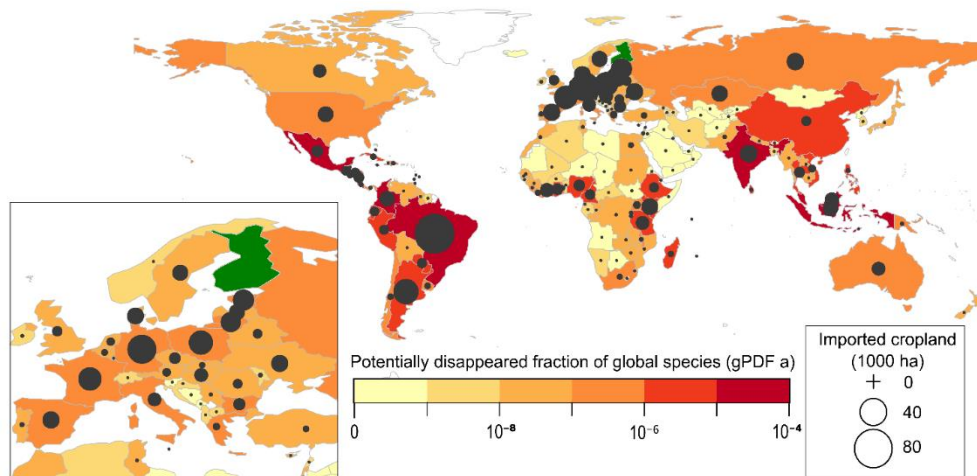 Potentially disappeared fraction of global species (gPDF a)
0
10⁻⁸
10⁻⁶
10⁻⁴
Imported cropland
(1000 ha)
0
40
80